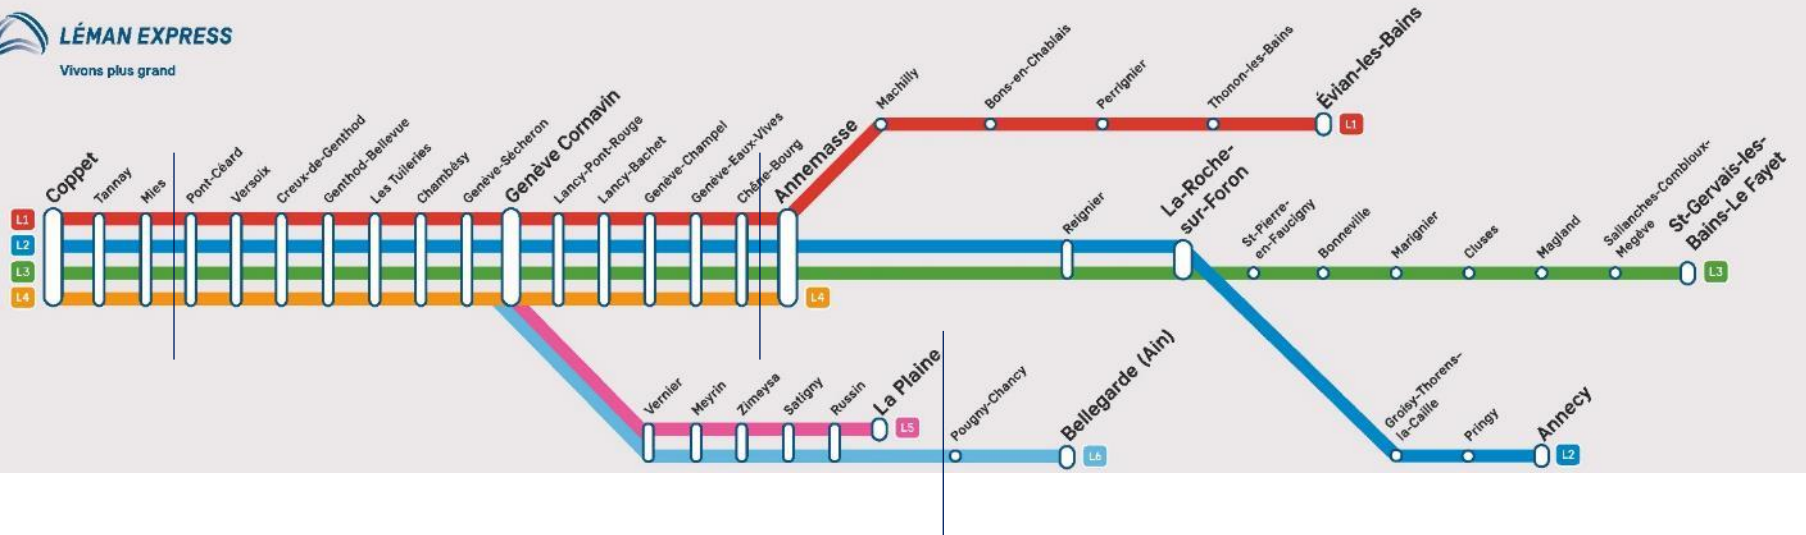 LÉMAN EXPRESS
Vivons plus grand
L1
L2
L3
L4
Coppet
Tannay
Mies
Pont-Céard
Versoix
Creux-de-Genthod
Genthod-Bellevue
Les Tuileries
Chambésy
Genève-Sécheron
Genève Cornavin
Lancy-Pont-Rouge
Lancy-Bachet
Genève-Champel
Genève-Eaux-Vives
Chêne-Bourg
Annemasse
L4
Machilly
Bons-en-Chablais
Perrignier
Thonon-les-Bains
Évian-les-Bains
L1
Reignier
La-Roche-
sur-Foron
St-Pierre-
en-Faucigny
Bonneville
Marignier
Cluses
Magland
Sallanches-Combloux-
Megève
St-Gervais-les-
Bains-Le Fayet
L3
Vernier
Meyrin
Zimeysa
Satigny
Russin
La Plaine
L5
Pougny-Chancy
Bellegarde (Ain)
L6
Groisy-Thorens-
la-Caille
Pringy
Annecy
L2